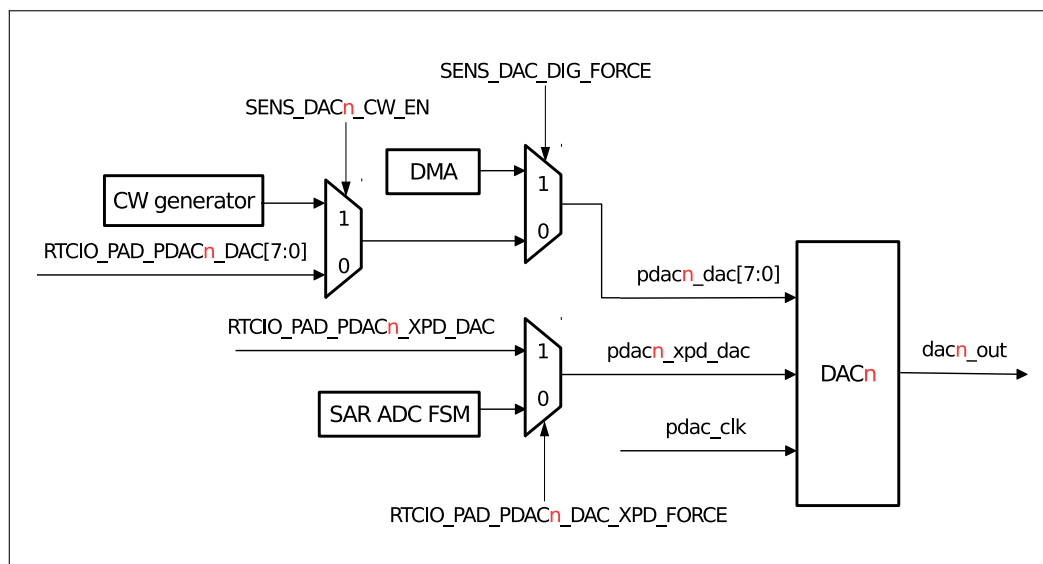 SENS_DAC_DIG_FORCE
SENS_DACn_CW_EN
DMA
1
0
CW generator
1
0
RTCIO_PAD_PDACn_DAC[7:0]
pdacn_dac[7:0]
RTCIO_PAD_PDACn_XPD_DAC
1
0
pdacn_xpd_dac
dacn_out
DACn
SAR ADC FSM
pdac_clk
RTCIO_PAD_PDACn_DAC_XPD_FORCE